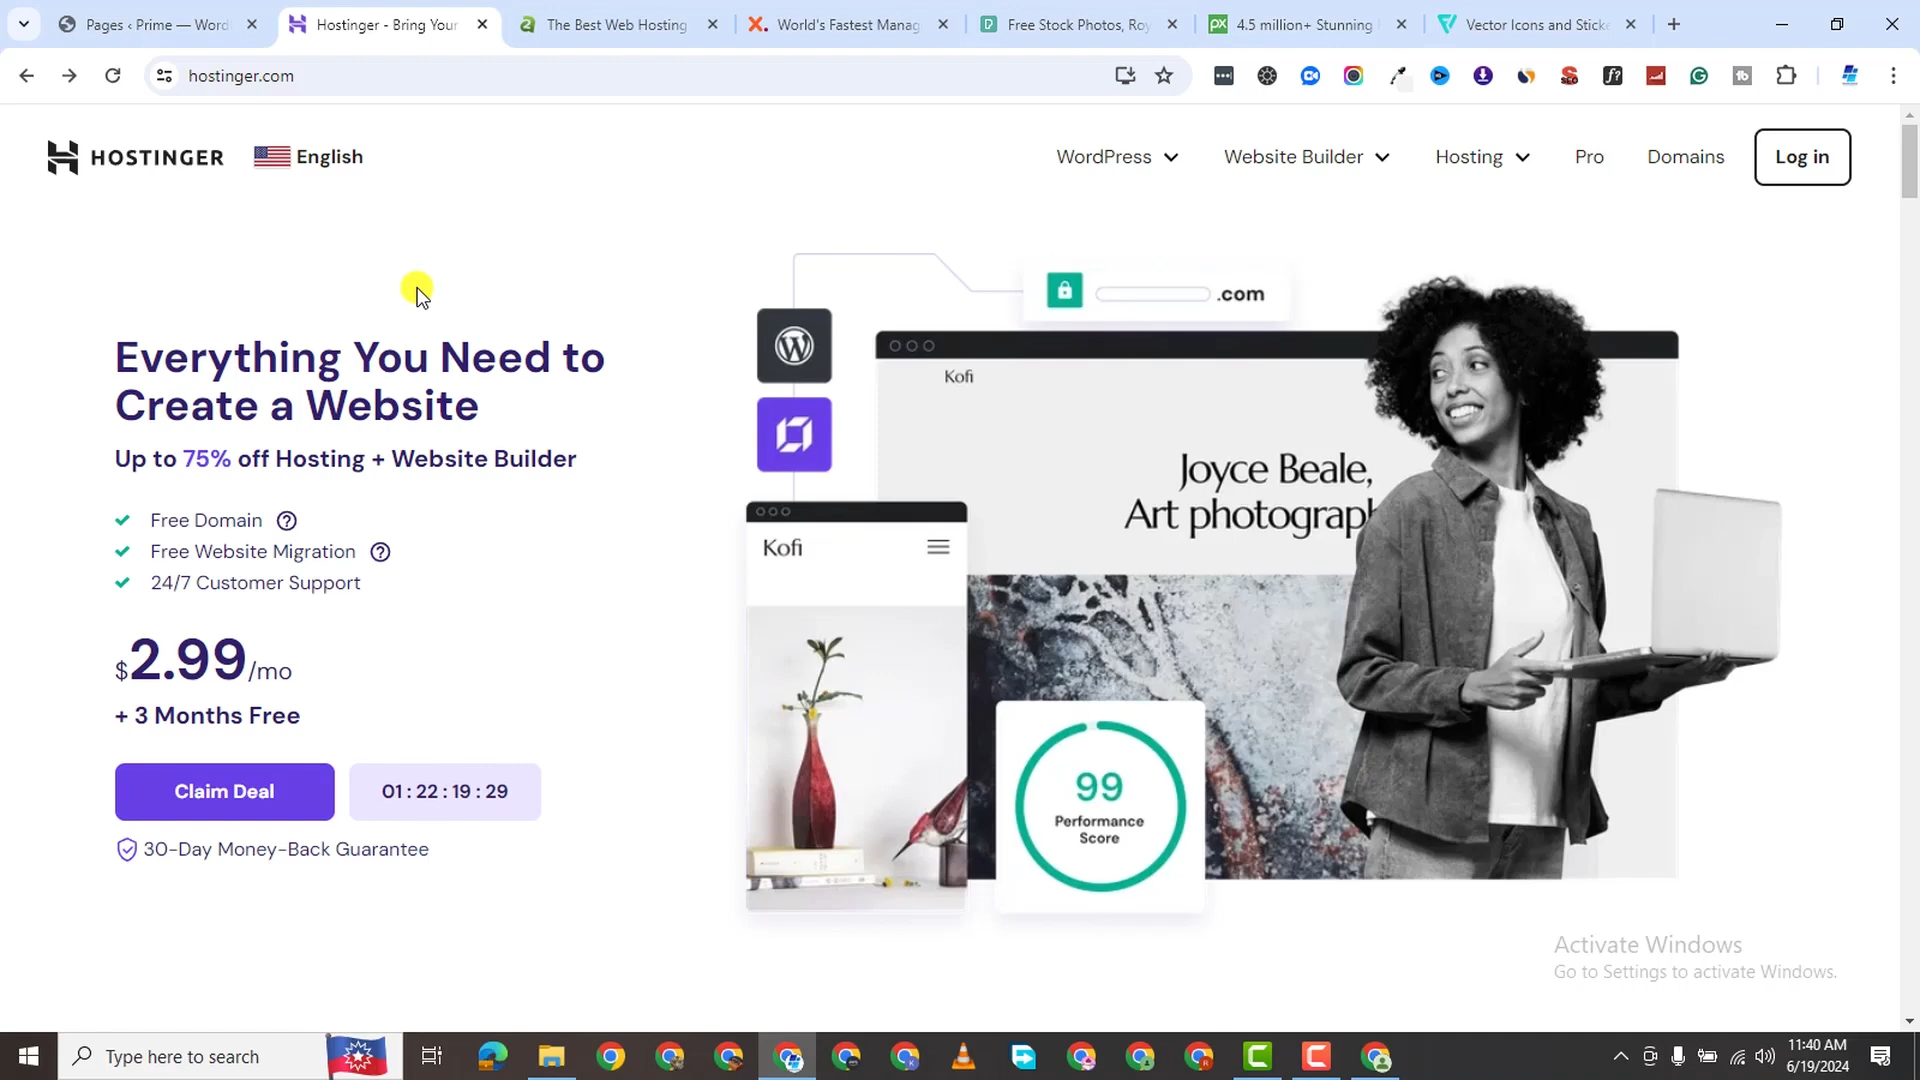 Pages ‹ Prime — Word
Hostinger - Bring Your
The Best Web Hosting
World's Fastest Manag
Free Stock Photos, Roy
4.5 million+ Stunning
Vector Icons and Sticke
hostinger.com
HOSTINGER
English
WordPress
Website Builder
Hosting
Pro
Domains
Log in
.com
Everything You Need to
Create a Website
Up to 75% off Hosting + Website Builder
Free Domain
Free Website Migration
24/7 Customer Support
$2.99/mo
+ 3 Months Free
Claim Deal
01 : 22 : 19 : 29
30-Day Money-Back Guarantee
Kofi
Joyce Beale,
Art photograph
Kofi
99
Performance
Score
Activate Windows
Go to Settings to activate Windows.
Type here to search
11:40 AM
6/19/2024